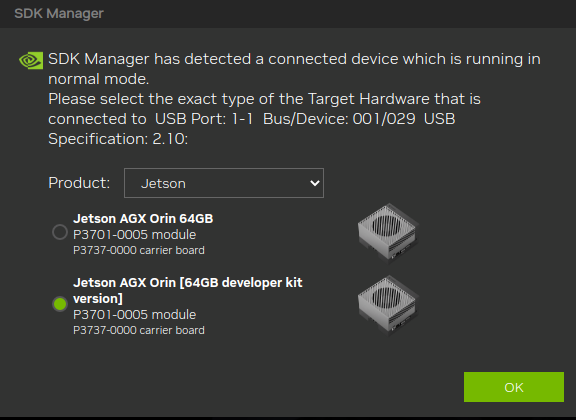 SDK Manager
SDK Manager has detected a connected device which is running in
normal mode.
Please select the exact type of the Target Hardware that is
connected to  USB Port: 1-1  Bus/Device: 001/029  USB
Specification: 2.10:
Product: Jetson
Jetson AGX Orin 64GB
P3701-0005 module
P3737-0000 carrier board
Jetson AGX Orin [64GB developer kit
version]
P3701-0005 module
P3737-0000 carrier board
OK